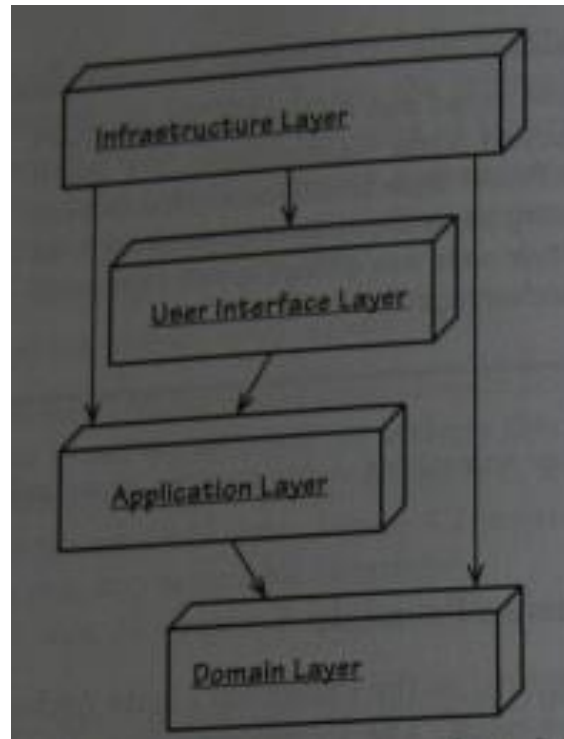 Infrastructure Layer
User Interface Layer
Application Layer
Domain Layer